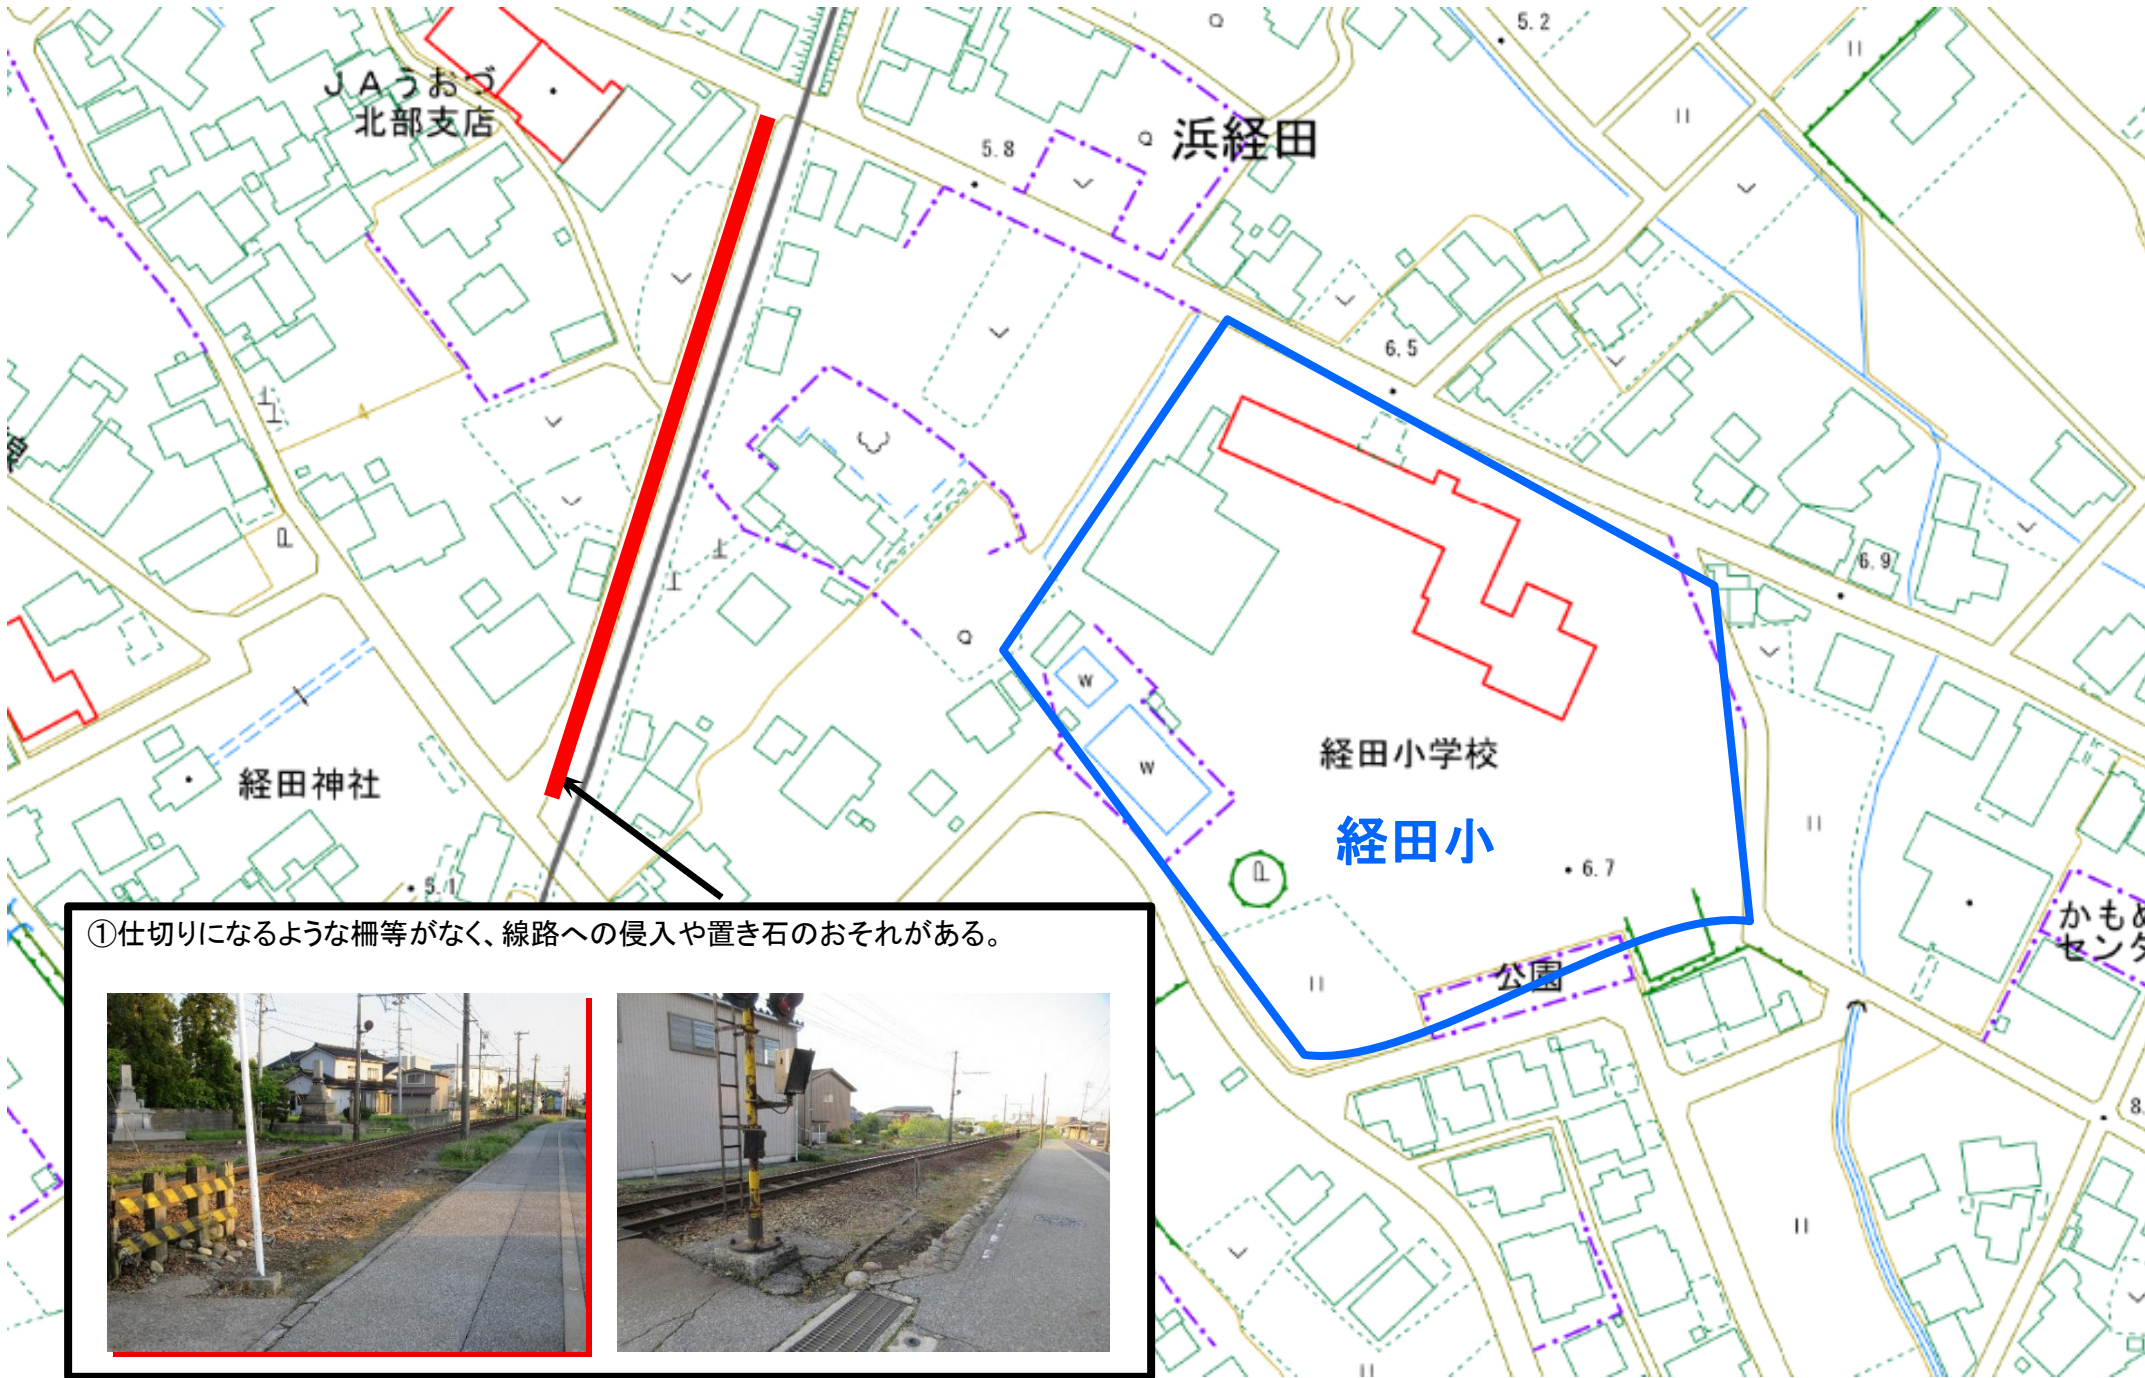 JAうおづ
北部支店
浜経田
5.2
5.8
6.5
6.9
経田神社
5.1
経田小学校
経田小
6.7
W
W
公園
かもめ
センタ
8.
線
①仕切りになるような柵等がなく、線路への侵入や置き石のおそれがある。